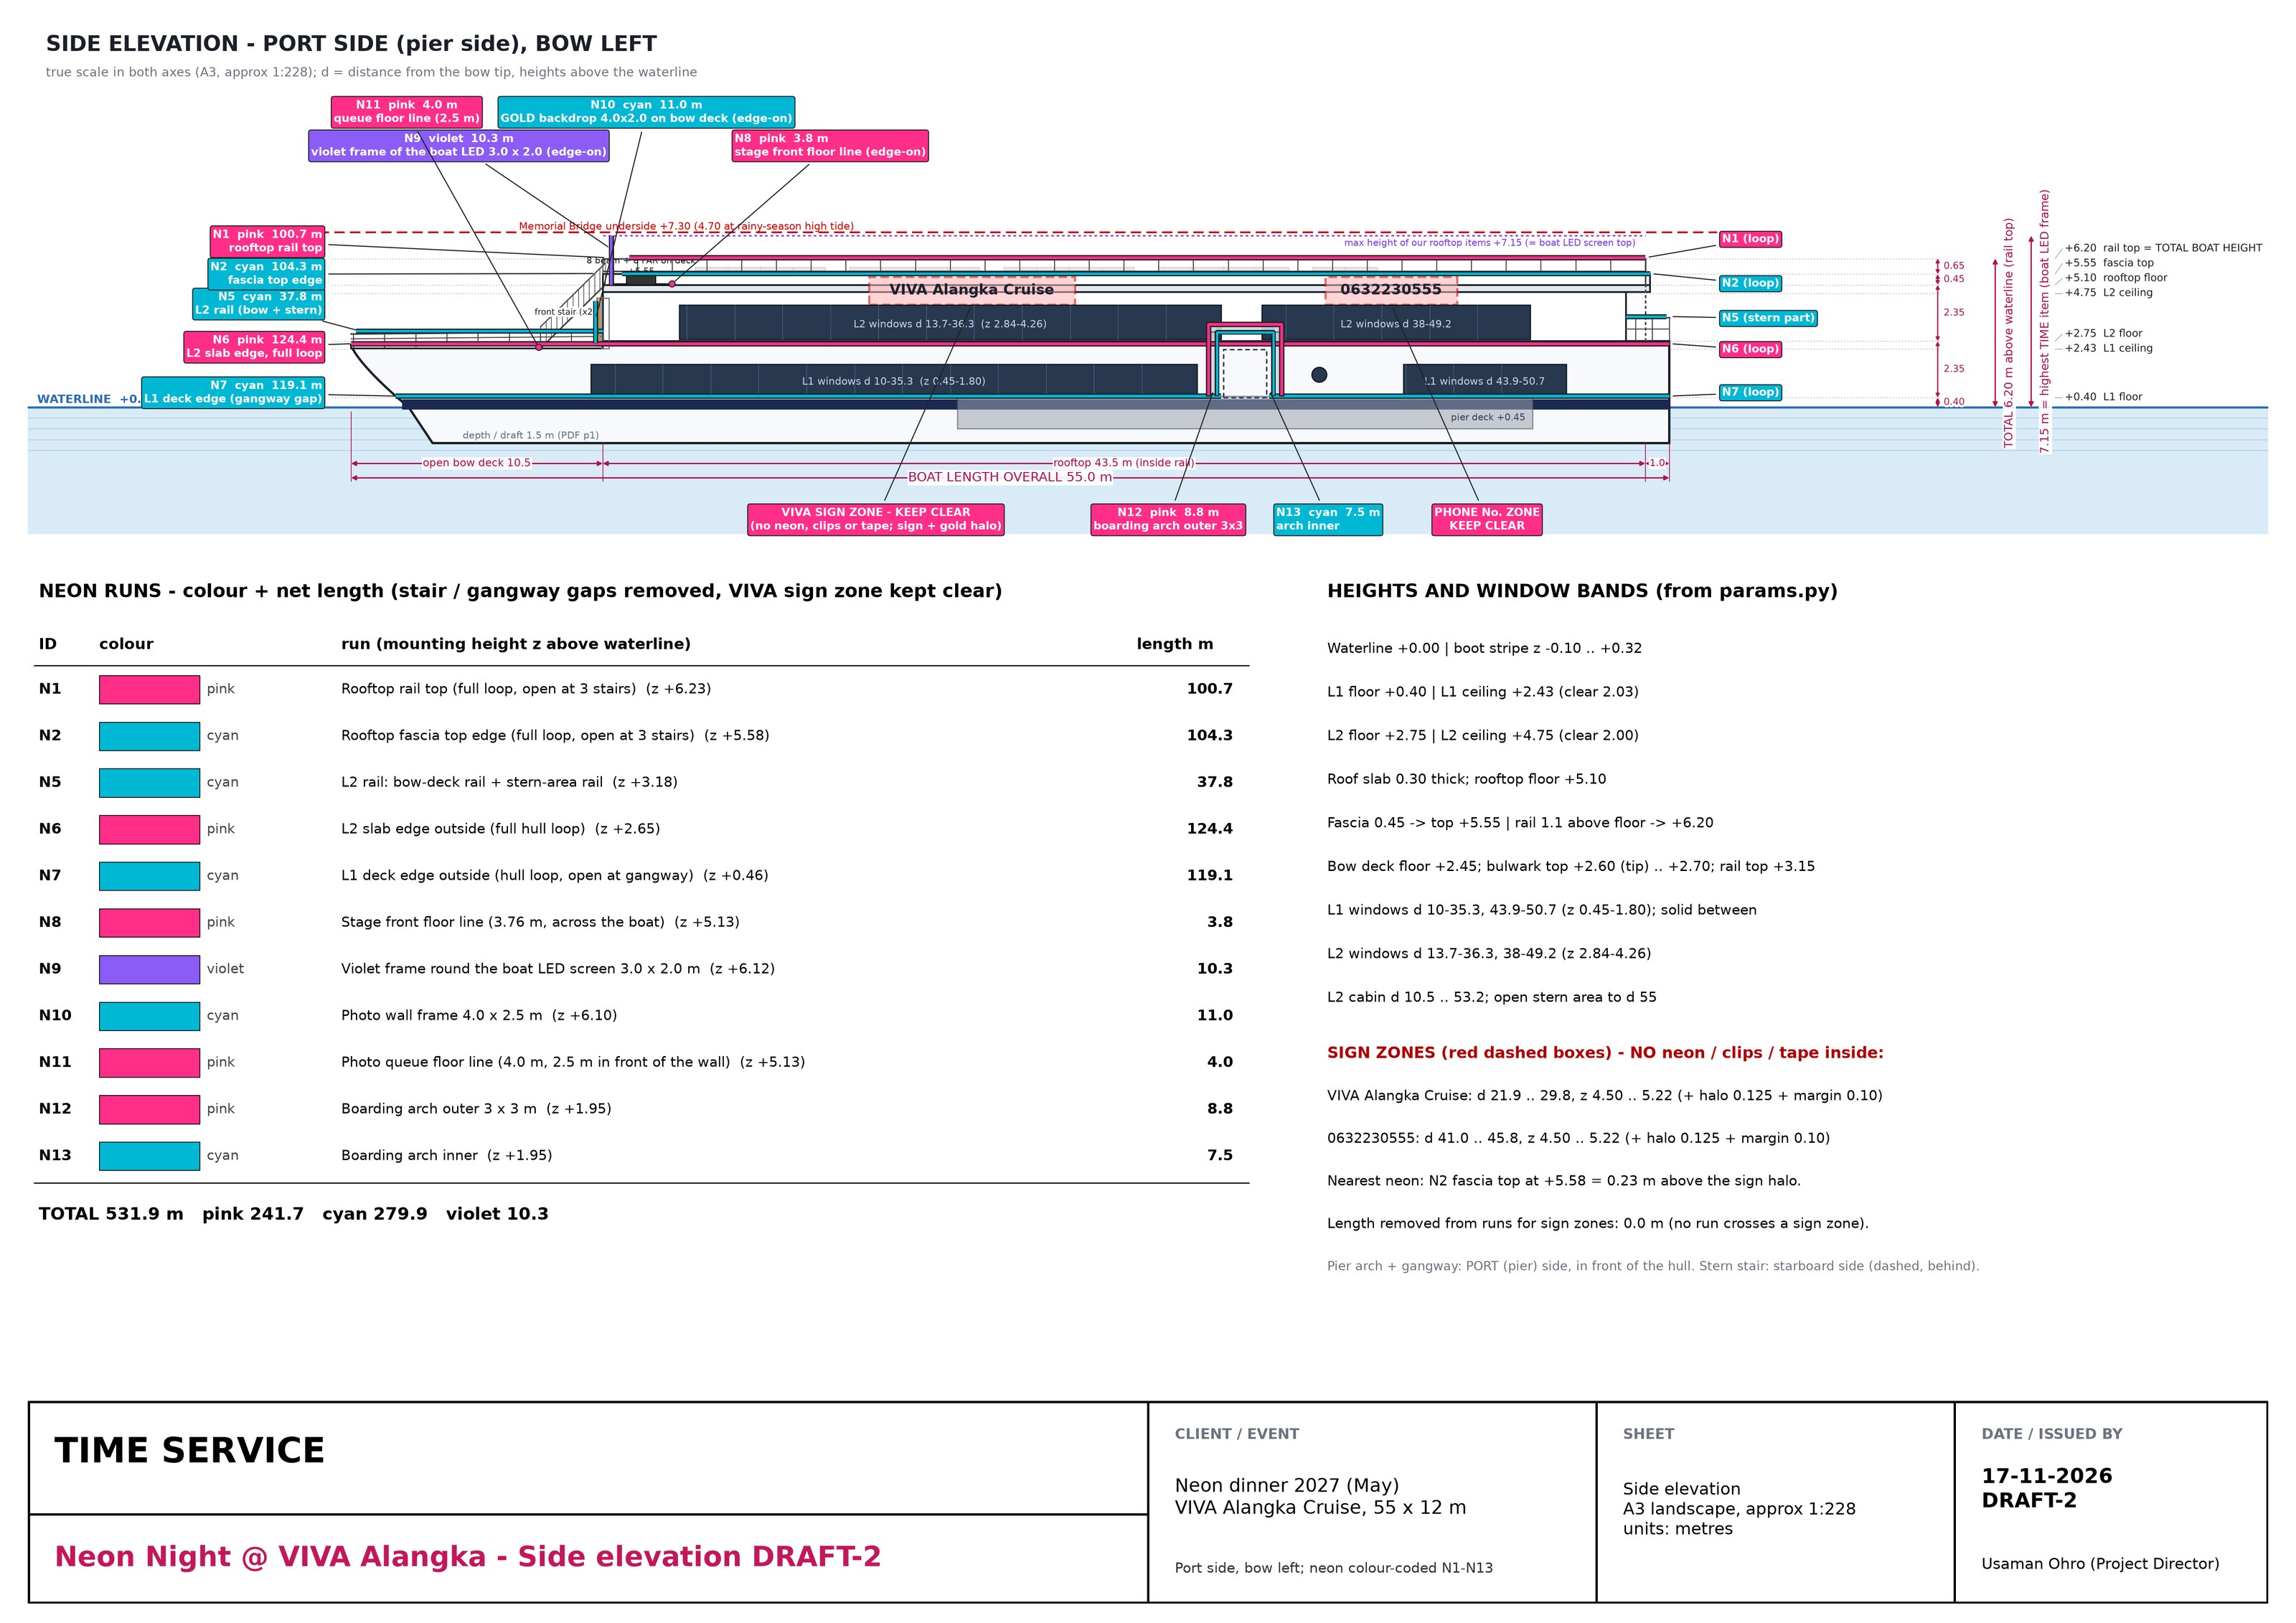 SIDE ELEVATION - PORT SIDE (pier side), BOW LEFT
true scale in both axes (A3, approx 1:228); d = distance from the bow tip, heights above the waterline
N11 pink 4.0 m
queue floor line (2.5 m)
N10 cyan 11.0 m
GOLD backdrop 4.0x2.0 on bow deck (edge-on)
N9 violet 10.3 m
violet frame of the boat LED 3.0 x 2.0 (edge-on)
N8 pink 3.8 m
stage front floor line (edge-on)
Memorial Bridge underside +7.30 (4.70 at rainy-season high tide)
max height of our rooftop items +7.15 (= boat LED screen top)
N1 pink 100.7 m
rooftop rail top
N2 cyan 104.3 m
fascia top edge
N5 cyan 37.8 m
L2 rail (bow + stern)
N6 pink 124.4 m
L2 slab edge, full loop
N7 cyan 119.1 m
L1 deck edge (gangway gap)
WATERLINE +0.
8 beam + 8 PAR on deck
+5.55
front stair (x2)
VIVA Alangka Cruise
0632230555
L2 windows d 13.7-36.3 (z 2.84-4.26)
L2 windows d 38-49.2
L1 windows d 10-35.3 (z 0.45-1.80)
L1 windows d 43.9-50.7
pier deck +0.45
depth / draft 1.5 m (PDF p1)
open bow deck 10.5
rooftop 43.5 m (inside rail)
1.0
BOAT LENGTH OVERALL 55.0 m
N1 (loop)
N2 (loop)
N5 (stern part)
N6 (loop)
N7 (loop)
0.65
0.45
2.35
2.35
0.40
TOTAL 6.20 m above waterline (rail top)
7.15 m = highest TIME item (boat LED frame)
+6.20 rail top = TOTAL BOAT HEIGHT
+5.55 fascia top
+5.10 rooftop floor
+4.75 L2 ceiling
+2.75 L2 floor
+2.43 L1 ceiling
+0.40 L1 floor
VIVA SIGN ZONE - KEEP CLEAR
(no neon, clips or tape; sign + gold halo)
N12 pink 8.8 m
boarding arch outer 3x3
N13 cyan 7.5 m
arch inner
PHONE No. ZONE
KEEP CLEAR
NEON RUNS - colour + net length (stair / gangway gaps removed, VIVA sign zone kept clear)
ID colour run (mounting height z above waterline) length m
N1 pink Rooftop rail top (full loop, open at 3 stairs) (z +6.23) 100.7
N2 cyan Rooftop fascia top edge (full loop, open at 3 stairs) (z +5.58) 104.3
N5 cyan L2 rail: bow-deck rail + stern-area rail (z +3.18) 37.8
N6 pink L2 slab edge outside (full hull loop) (z +2.65) 124.4
N7 cyan L1 deck edge outside (hull loop, open at gangway) (z +0.46) 119.1
N8 pink Stage front floor line (3.76 m, across the boat) (z +5.13) 3.8
N9 violet Violet frame round the boat LED screen 3.0 x 2.0 m (z +6.12) 10.3
N10 cyan Photo wall frame 4.0 x 2.5 m (z +6.10) 11.0
N11 pink Photo queue floor line (4.0 m, 2.5 m in front of the wall) (z +5.13) 4.0
N12 pink Boarding arch outer 3 x 3 m (z +1.95) 8.8
N13 cyan Boarding arch inner (z +1.95) 7.5
TOTAL 531.9 m pink 241.7 cyan 279.9 violet 10.3
HEIGHTS AND WINDOW BANDS (from params.py)
Waterline +0.00 | boot stripe z -0.10 .. +0.32
L1 floor +0.40 | L1 ceiling +2.43 (clear 2.03)
L2 floor +2.75 | L2 ceiling +4.75 (clear 2.00)
Roof slab 0.30 thick; rooftop floor +5.10
Fascia 0.45 -> top +5.55 | rail 1.1 above floor -> +6.20
Bow deck floor +2.45; bulwark top +2.60 (tip) .. +2.70; rail top +3.15
L1 windows d 10-35.3, 43.9-50.7 (z 0.45-1.80); solid between
L2 windows d 13.7-36.3, 38-49.2 (z 2.84-4.26)
L2 cabin d 10.5 .. 53.2; open stern area to d 55
SIGN ZONES (red dashed boxes) - NO neon / clips / tape inside:
VIVA Alangka Cruise: d 21.9 .. 29.8, z 4.50 .. 5.22 (+ halo 0.125 + margin 0.10)
0632230555: d 41.0 .. 45.8, z 4.50 .. 5.22 (+ halo 0.125 + margin 0.10)
Nearest neon: N2 fascia top at +5.58 = 0.23 m above the sign halo.
Length removed from runs for sign zones: 0.0 m (no run crosses a sign zone).
Pier arch + gangway: PORT (pier) side, in front of the hull. Stern stair: starboard side (dashed, behind).
TIME SERVICE
Neon Night @ VIVA Alangka - Side elevation DRAFT-2
CLIENT / EVENT
Neon dinner 2027 (May)
VIVA Alangka Cruise, 55 x 12 m
Port side, bow left; neon colour-coded N1-N13
SHEET
Side elevation
A3 landscape, approx 1:228
units: metres
DATE / ISSUED BY
17-11-2026
DRAFT-2
Usaman Ohro (Project Director)